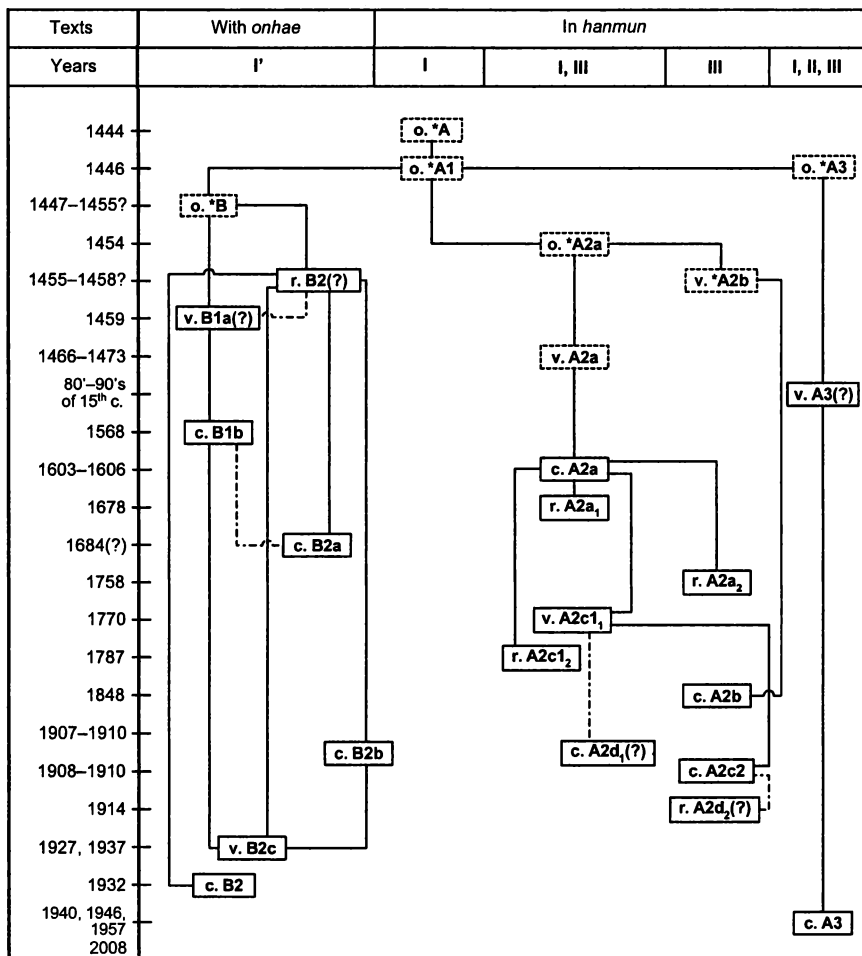 Texts With onhae In hanmun
Years I' I I, III III I, II, III
1444 o. *A
1446 o. *A1 o. *A3
1447–1455? o. *B
1454 o. *A2a
1455–1458? r. B2(?) v. *A2b
1459 v. B1a(?)
1466–1473 v. A2a
80'–90's
of 15th c. v. A3(?)
1568 c. B1b
1603–1606 c. A2a
1678 r. A2a₁
1684(?) c. B2a
1758 r. A2a₂
1770 v. A2c1₁
1787 r. A2c1₂
1848 c. A2b
1907–1910 c. B2b c. A2d₁(?)
1908–1910 c. A2c2
1914 r. A2d₂(?)
1927, 1937 v. B2c
1932 c. B2
1940, 1946,
1957 c. A3
2008